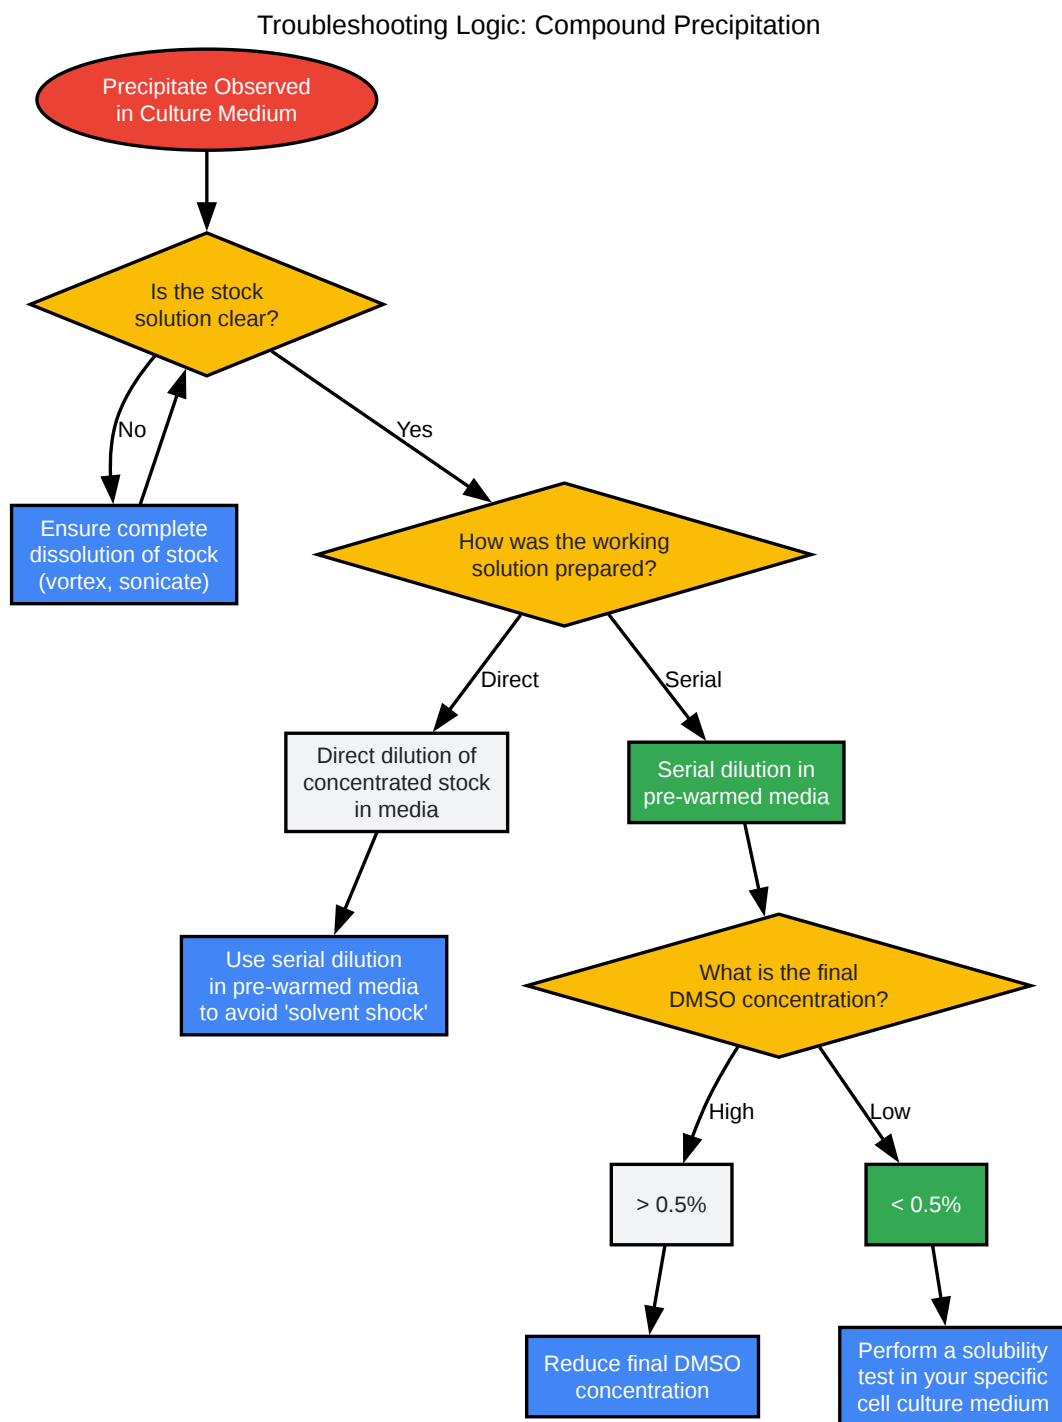 Troubleshooting Logic: Compound Precipitation
Precipitate Observed
in Culture Medium
Is the stock
solution clear?
No
Yes
Ensure complete
dissolution of stock
(vortex, sonicate)
How was the working
solution prepared?
Direct
Serial
Direct dilution of
concentrated stock
in media
Serial dilution in
pre-warmed media
Use serial dilution
in pre-warmed media
to avoid 'solvent shock'
What is the final
DMSO concentration?
High
Low
> 0.5%
< 0.5%
Reduce final DMSO
concentration
Perform a solubility
test in your specific
cell culture medium